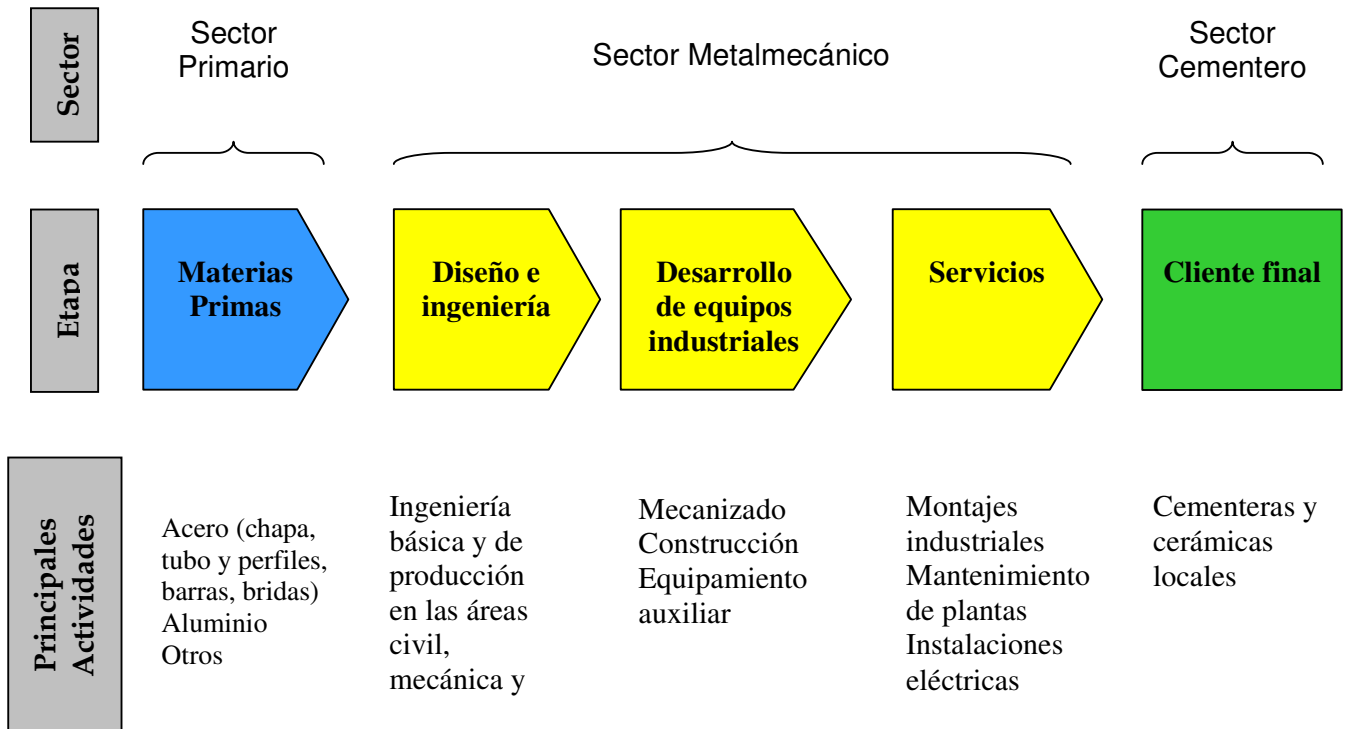 Sector
Sector
Primario
Sector Metalmecánico
Sector
Cementero
Etapa
Materias
Primas
Diseño e
ingeniería
Desarrollo
de equipos
industriales
Servicios
Cliente final
Principales
Actividades
Acero (chapa,
tubo y perfiles,
barras, bridas)
Aluminio
Otros
Ingeniería
básica y de
producción
en las áreas
civil,
mecánica y
Mecanizado
Construcción
Equipamiento
auxiliar
Montajes
industriales
Mantenimiento
de plantas
Instalaciones
eléctricas
Cementeras y
cerámicas
locales